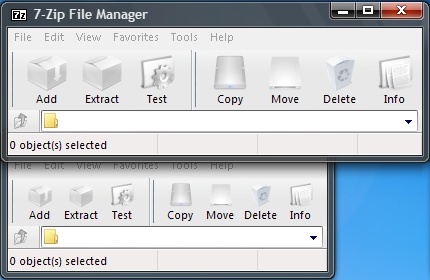 7-Zip File Manager
File Edit View Favorites Tools Help
Add Extract Test Copy Move Delete Info
0 object(s) selected
File Edit View Favorites Tools Help
Add Extract Test Copy Move Delete Info
0 object(s) selected